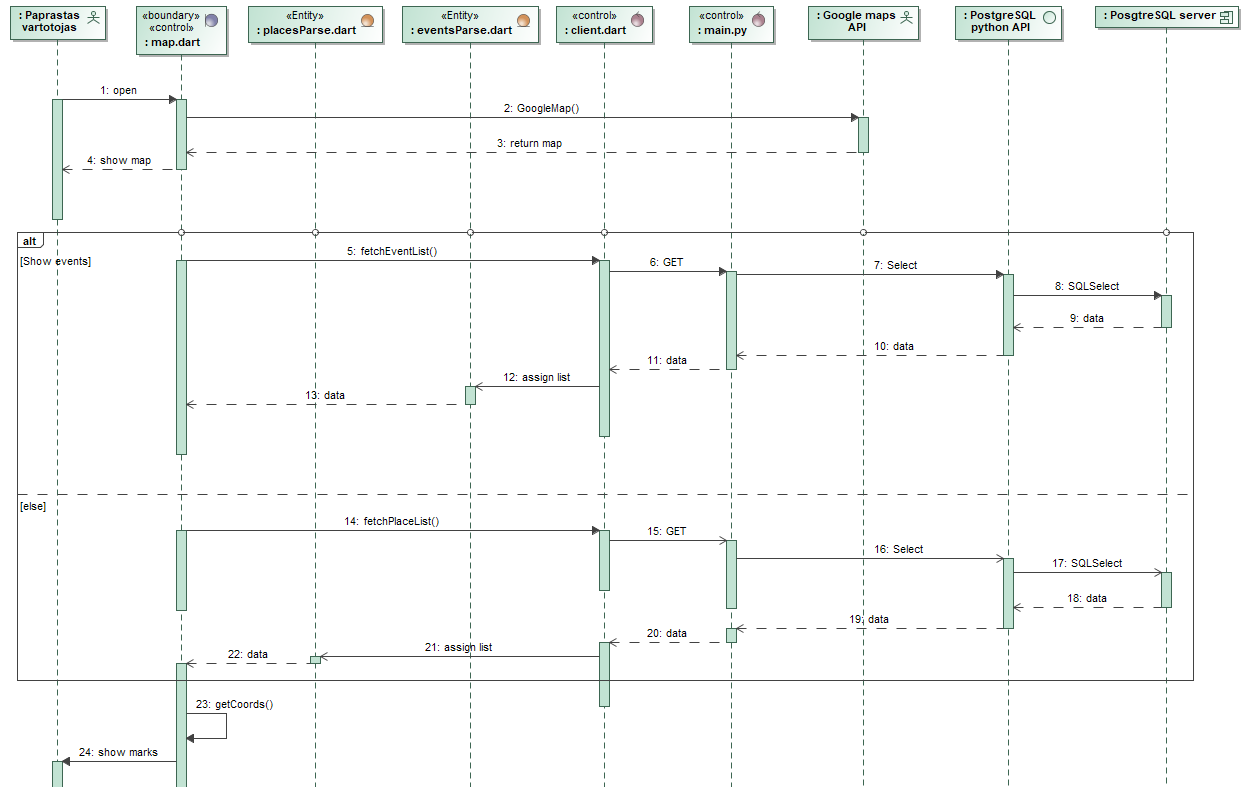 : Paprastas
vartotojas
«boundary»
«control»
: map.dart
«Entity»
: placesParse.dart
«Entity»
: eventsParse.dart
«control»
: client.dart
«control»
: main.py
: Google maps
API
: PostgreSQL
python API
: PosgtreSQL server
1: open
2: GoogleMap()
3: return map
4: show map
alt
[Show events]
5: fetchEventList()
6: GET
7: Select
8: SQLSelect
9: data
10: data
11: data
12: assign list
13: data
[else]
14: fetchPlaceList()
15: GET
16: Select
17: SQLSelect
18: data
19: data
20: data
21: assign list
22: data
23: getCoords()
24: show marks